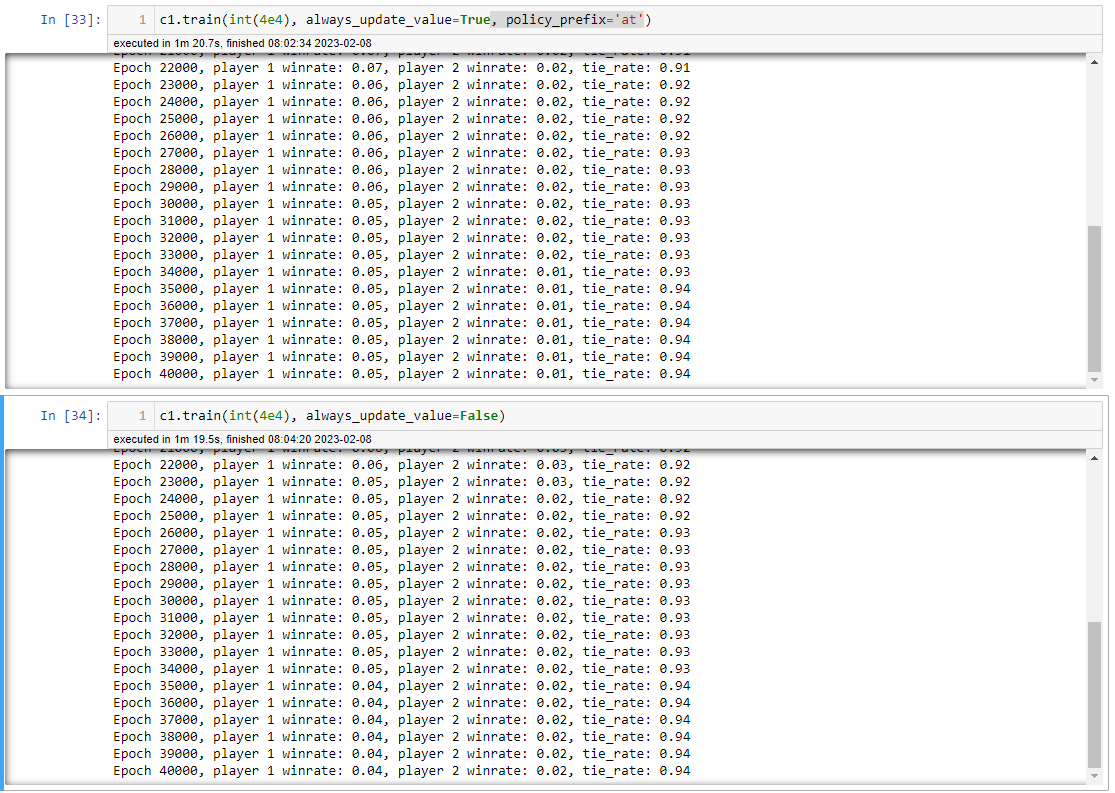 In [33]:
1 c1.train(int(4e4), always_update_value=True, policy_prefix='at')
executed in 1m 20.7s, finished 08:02:34 2023-02-08
Epoch 22000, player 1 winrate: 0.07, player 2 winrate: 0.02, tie_rate: 0.91
Epoch 23000, player 1 winrate: 0.06, player 2 winrate: 0.02, tie_rate: 0.92
Epoch 24000, player 1 winrate: 0.06, player 2 winrate: 0.02, tie_rate: 0.92
Epoch 25000, player 1 winrate: 0.06, player 2 winrate: 0.02, tie_rate: 0.92
Epoch 26000, player 1 winrate: 0.06, player 2 winrate: 0.02, tie_rate: 0.92
Epoch 27000, player 1 winrate: 0.06, player 2 winrate: 0.02, tie_rate: 0.93
Epoch 28000, player 1 winrate: 0.06, player 2 winrate: 0.02, tie_rate: 0.93
Epoch 29000, player 1 winrate: 0.06, player 2 winrate: 0.02, tie_rate: 0.93
Epoch 30000, player 1 winrate: 0.05, player 2 winrate: 0.02, tie_rate: 0.93
Epoch 31000, player 1 winrate: 0.05, player 2 winrate: 0.02, tie_rate: 0.93
Epoch 32000, player 1 winrate: 0.05, player 2 winrate: 0.02, tie_rate: 0.93
Epoch 33000, player 1 winrate: 0.05, player 2 winrate: 0.02, tie_rate: 0.93
Epoch 34000, player 1 winrate: 0.05, player 2 winrate: 0.01, tie_rate: 0.93
Epoch 35000, player 1 winrate: 0.05, player 2 winrate: 0.01, tie_rate: 0.94
Epoch 36000, player 1 winrate: 0.05, player 2 winrate: 0.01, tie_rate: 0.94
Epoch 37000, player 1 winrate: 0.05, player 2 winrate: 0.01, tie_rate: 0.94
Epoch 38000, player 1 winrate: 0.05, player 2 winrate: 0.01, tie_rate: 0.94
Epoch 39000, player 1 winrate: 0.05, player 2 winrate: 0.01, tie_rate: 0.94
Epoch 40000, player 1 winrate: 0.05, player 2 winrate: 0.01, tie_rate: 0.94
In [34]:
1 c1.train(int(4e4), always_update_value=False)
executed in 1m 19.5s, finished 08:04:20 2023-02-08
Epoch 22000, player 1 winrate: 0.06, player 2 winrate: 0.03, tie_rate: 0.92
Epoch 23000, player 1 winrate: 0.05, player 2 winrate: 0.03, tie_rate: 0.92
Epoch 24000, player 1 winrate: 0.05, player 2 winrate: 0.02, tie_rate: 0.92
Epoch 25000, player 1 winrate: 0.05, player 2 winrate: 0.02, tie_rate: 0.92
Epoch 26000, player 1 winrate: 0.05, player 2 winrate: 0.02, tie_rate: 0.93
Epoch 27000, player 1 winrate: 0.05, player 2 winrate: 0.02, tie_rate: 0.93
Epoch 28000, player 1 winrate: 0.05, player 2 winrate: 0.02, tie_rate: 0.93
Epoch 29000, player 1 winrate: 0.05, player 2 winrate: 0.02, tie_rate: 0.93
Epoch 30000, player 1 winrate: 0.05, player 2 winrate: 0.02, tie_rate: 0.93
Epoch 31000, player 1 winrate: 0.05, player 2 winrate: 0.02, tie_rate: 0.93
Epoch 32000, player 1 winrate: 0.05, player 2 winrate: 0.02, tie_rate: 0.93
Epoch 33000, player 1 winrate: 0.05, player 2 winrate: 0.02, tie_rate: 0.93
Epoch 34000, player 1 winrate: 0.05, player 2 winrate: 0.02, tie_rate: 0.93
Epoch 35000, player 1 winrate: 0.04, player 2 winrate: 0.02, tie_rate: 0.94
Epoch 36000, player 1 winrate: 0.04, player 2 winrate: 0.02, tie_rate: 0.94
Epoch 37000, player 1 winrate: 0.04, player 2 winrate: 0.02, tie_rate: 0.94
Epoch 38000, player 1 winrate: 0.04, player 2 winrate: 0.02, tie_rate: 0.94
Epoch 39000, player 1 winrate: 0.04, player 2 winrate: 0.02, tie_rate: 0.94
Epoch 40000, player 1 winrate: 0.04, player 2 winrate: 0.02, tie_rate: 0.94